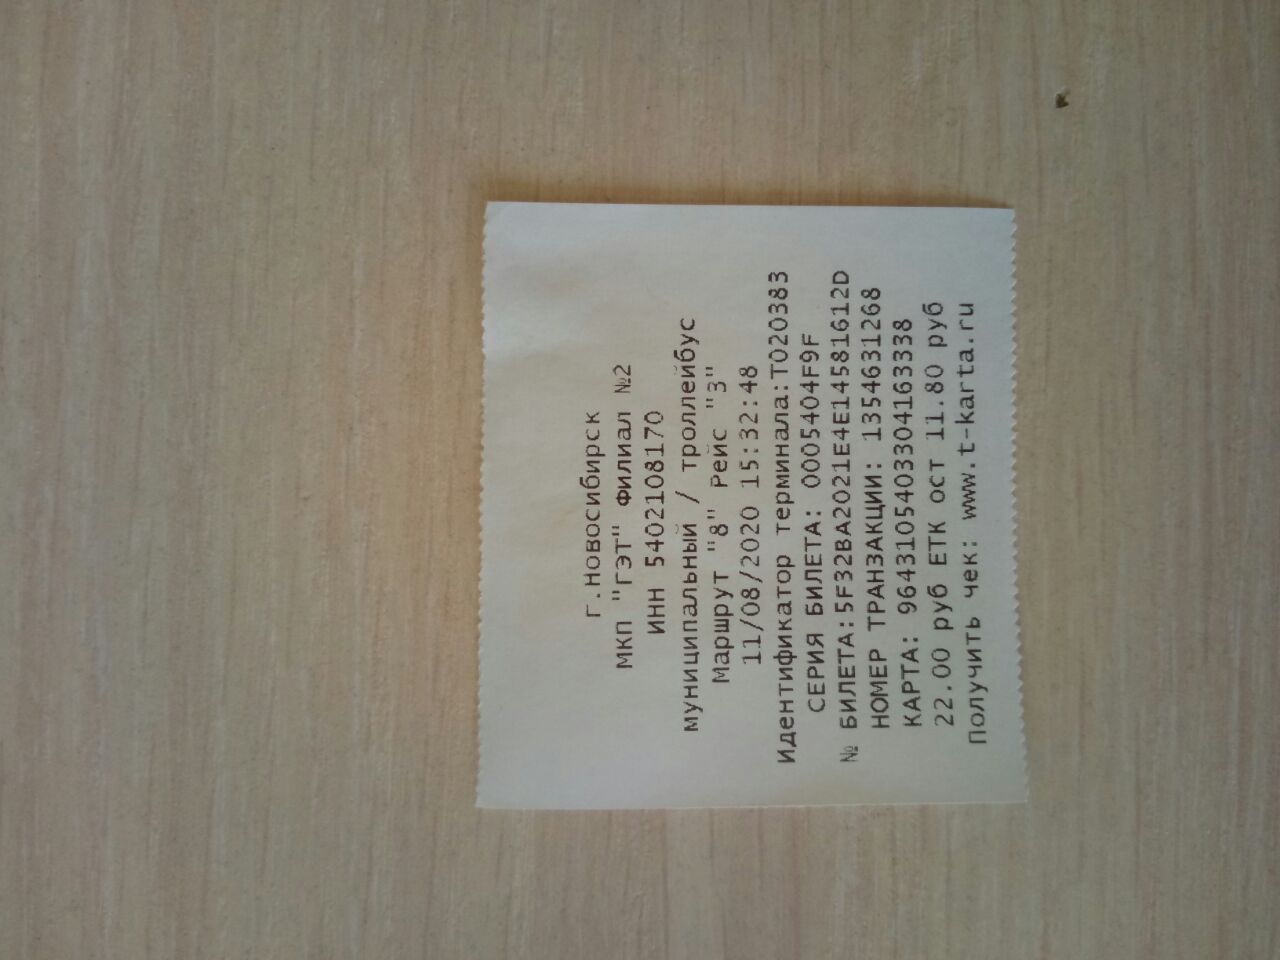 г.Новосибирск
МКП "ГЭТ" Филиал №2
ИНН 5402108170
муниципальный / троллейбус
Маршрут "8" Рейс "3"
11/08/2020 15:32:48
Идентификатор терминала:T020383
СЕРИЯ БИЛЕТА: 0005404F9F
№ БИЛЕТА:5F32BA2021E4E14581612D
НОМЕР ТРАНЗАКЦИИ: 1354631268
КАРТА: 9643105403304163338
22.00 руб ЕТК ост 11.80 руб
Получить чек: www.t-karta.ru